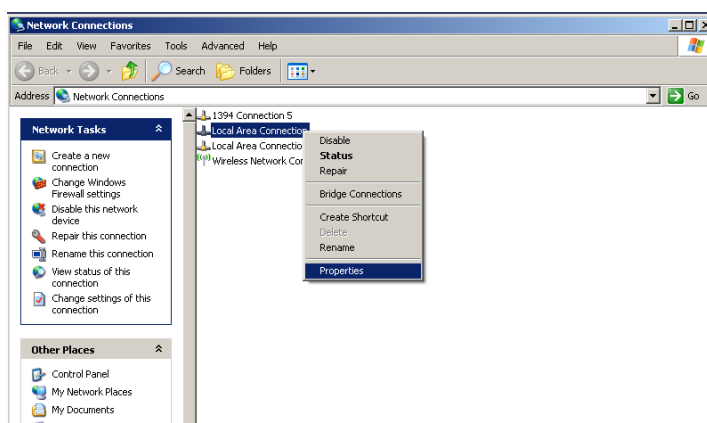 Network Connections
File Edit View Favorites Tools Advanced Help
Back Search Folders
Address Network Connections Go
Network Tasks
Create a new
connection
Change Windows
Firewall settings
Disable this network
device
Repair this connection
Rename this connection
View status of this
connection
Change settings of this
connection
Other Places
Control Panel
My Network Places
My Documents
1394 Connection 5
Local Area Connection
Local Area Connectio
Wireless Network Con
Disable
Status
Repair
Bridge Connections
Create Shortcut
Delete
Rename
Properties